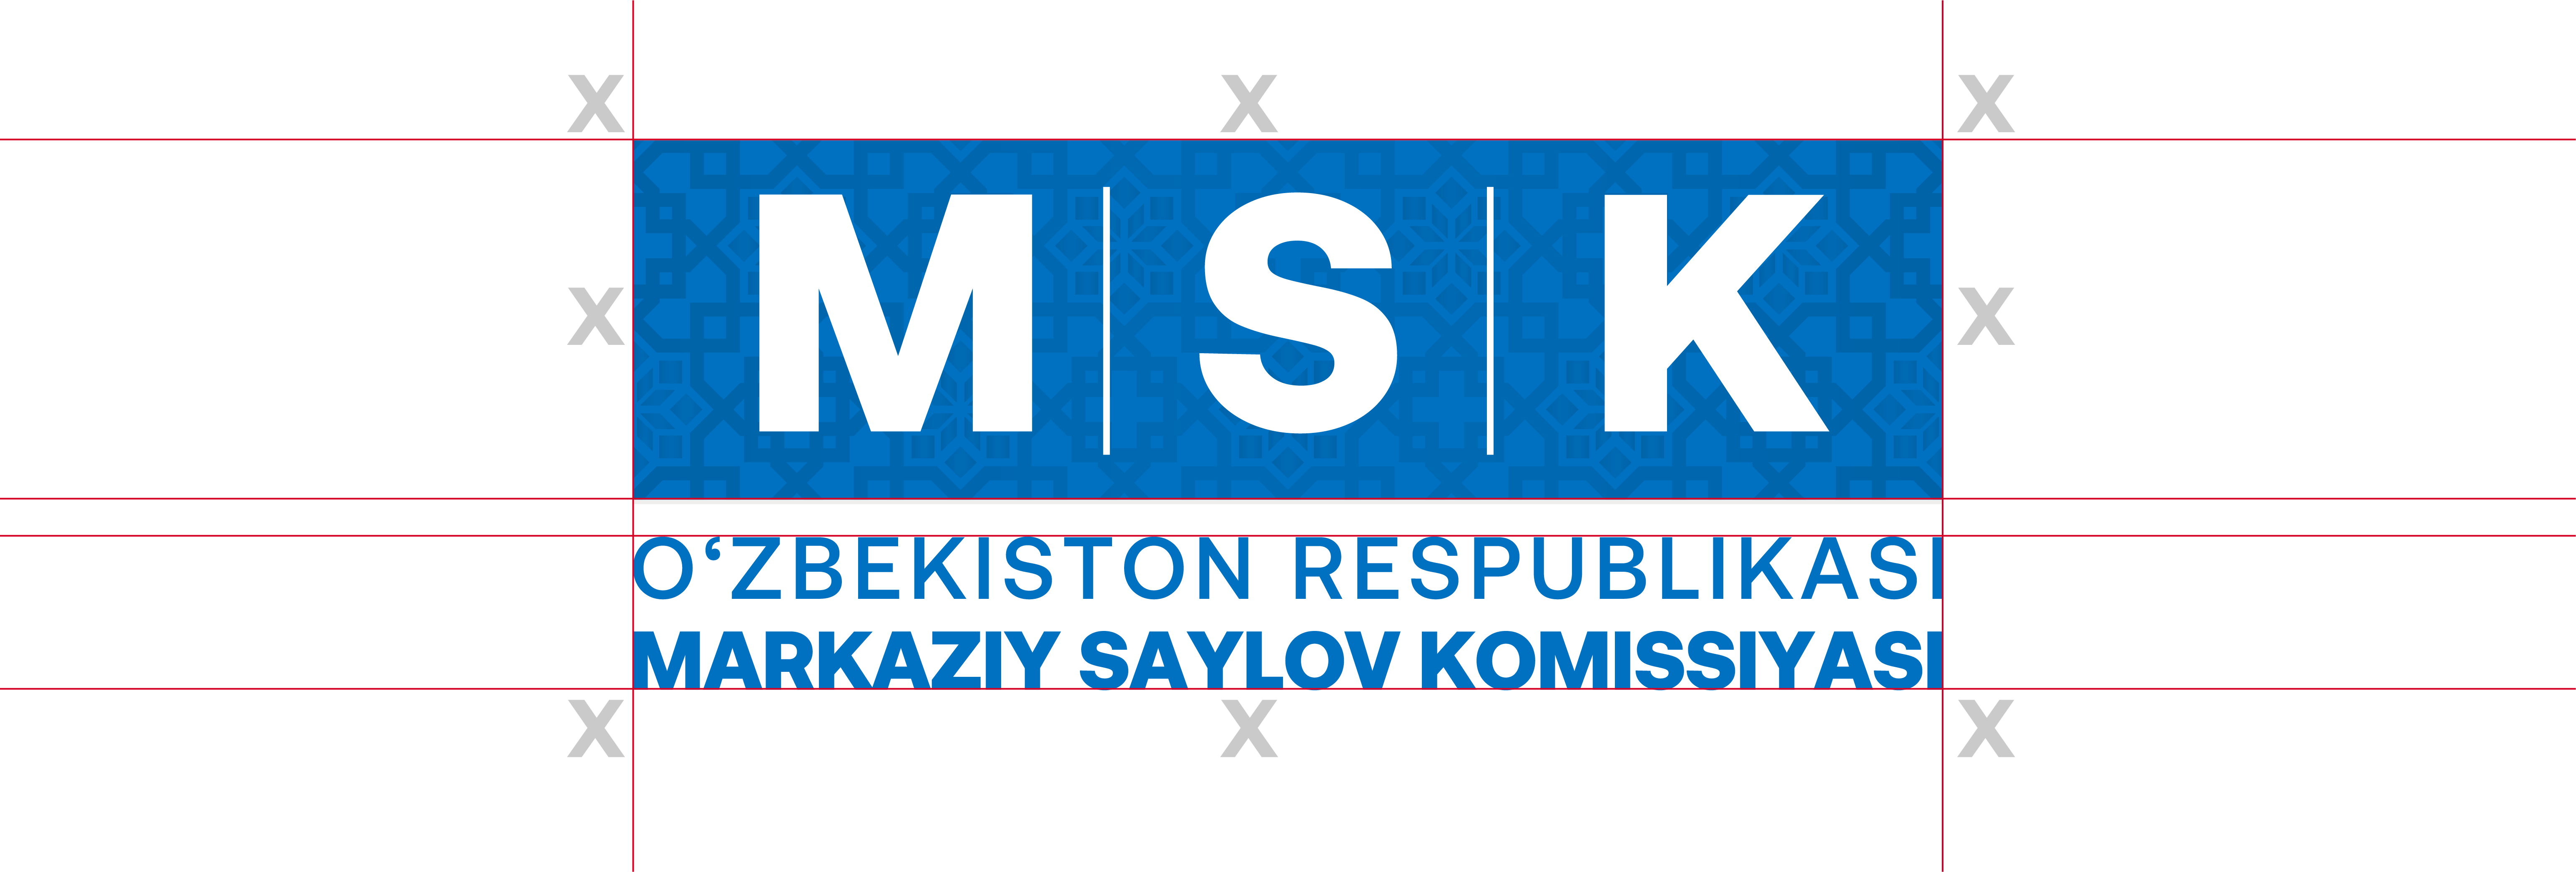 X X X
M|S|K
X X
O‘ZBEKISTON RESPUBLIKASI
MARKAZIY SAYLOV KOMISSIYASI
X X X